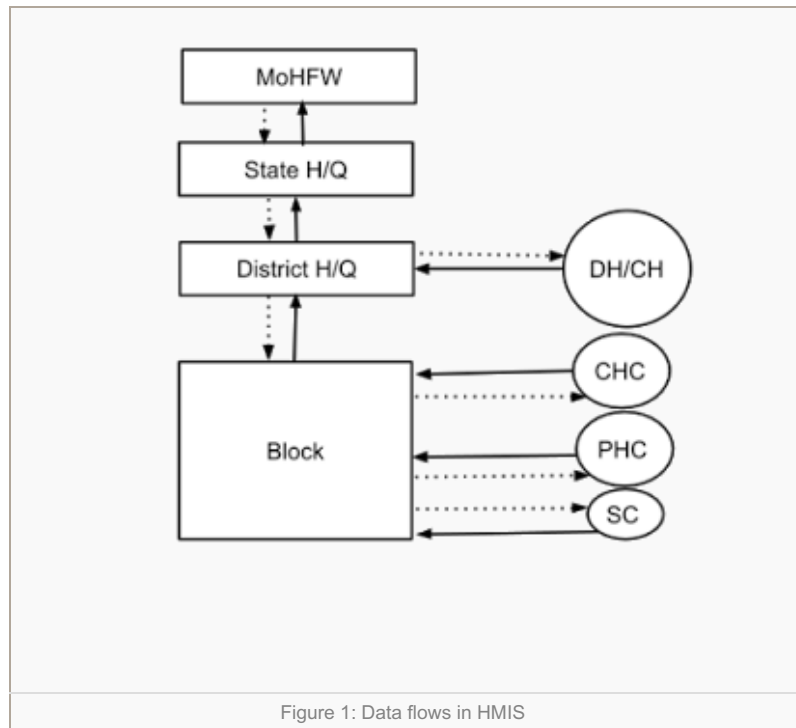 MoHFW
State H/Q
District H/Q
DH/CH
CHC
Block
PHC
SC
Figure 1: Data flows in HMIS